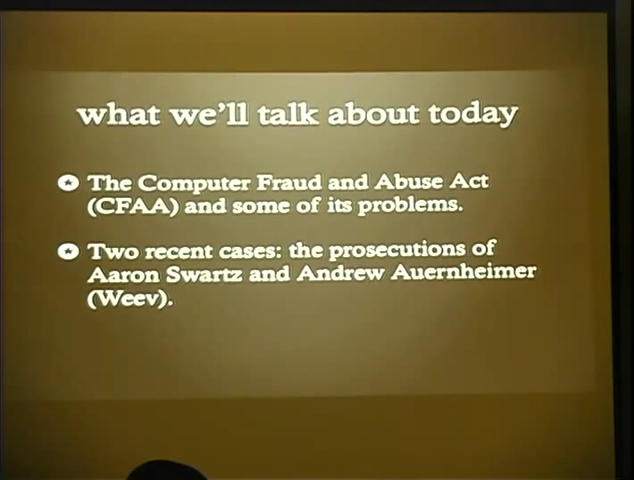 what we'll talk about today
The Computer Fraud and Abuse Act
(CFAA) and some of its problems.
Two recent cases: the prosecutions of
Aaron Swartz and Andrew Auernheimer
(Weev).